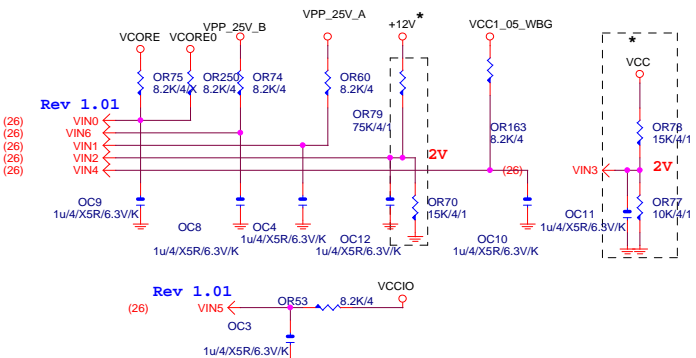 VPP_25V_B
VPP_25V_A
+12V *
VCC1_05_WBG
VCORE
VCORE0
*
VCC
OR75
8.2K/4/X
OR250
8.2K/4
OR74
8.2K/4
OR60
8.2K/4
Rev 1.01
(26) VIN0
(26) VIN6
(26) VIN1
(26) VIN2
(26) VIN4
OR79
75K/4/1
2V
OR163
8.2K/4
(26)
VIN3
OR78
15K/4/1
2V
OC9
1u/4/X5R/6.3V/K
OC8
1u/4/X5R/6.3V/K
OC4
1u/4/X5R/6.3V/K
OC12
1u/4/X5R/6.3V/K
OR70
15K/4/1
OC10
1u/4/X5R/6.3V/K
OC11
1u/4/X5R/6.3V/K
OR77
10K/4/1
Rev 1.01
(26)
VIN5
OR53
8.2K/4
VCCIO
OC3
1u/4/X5R/6.3V/K